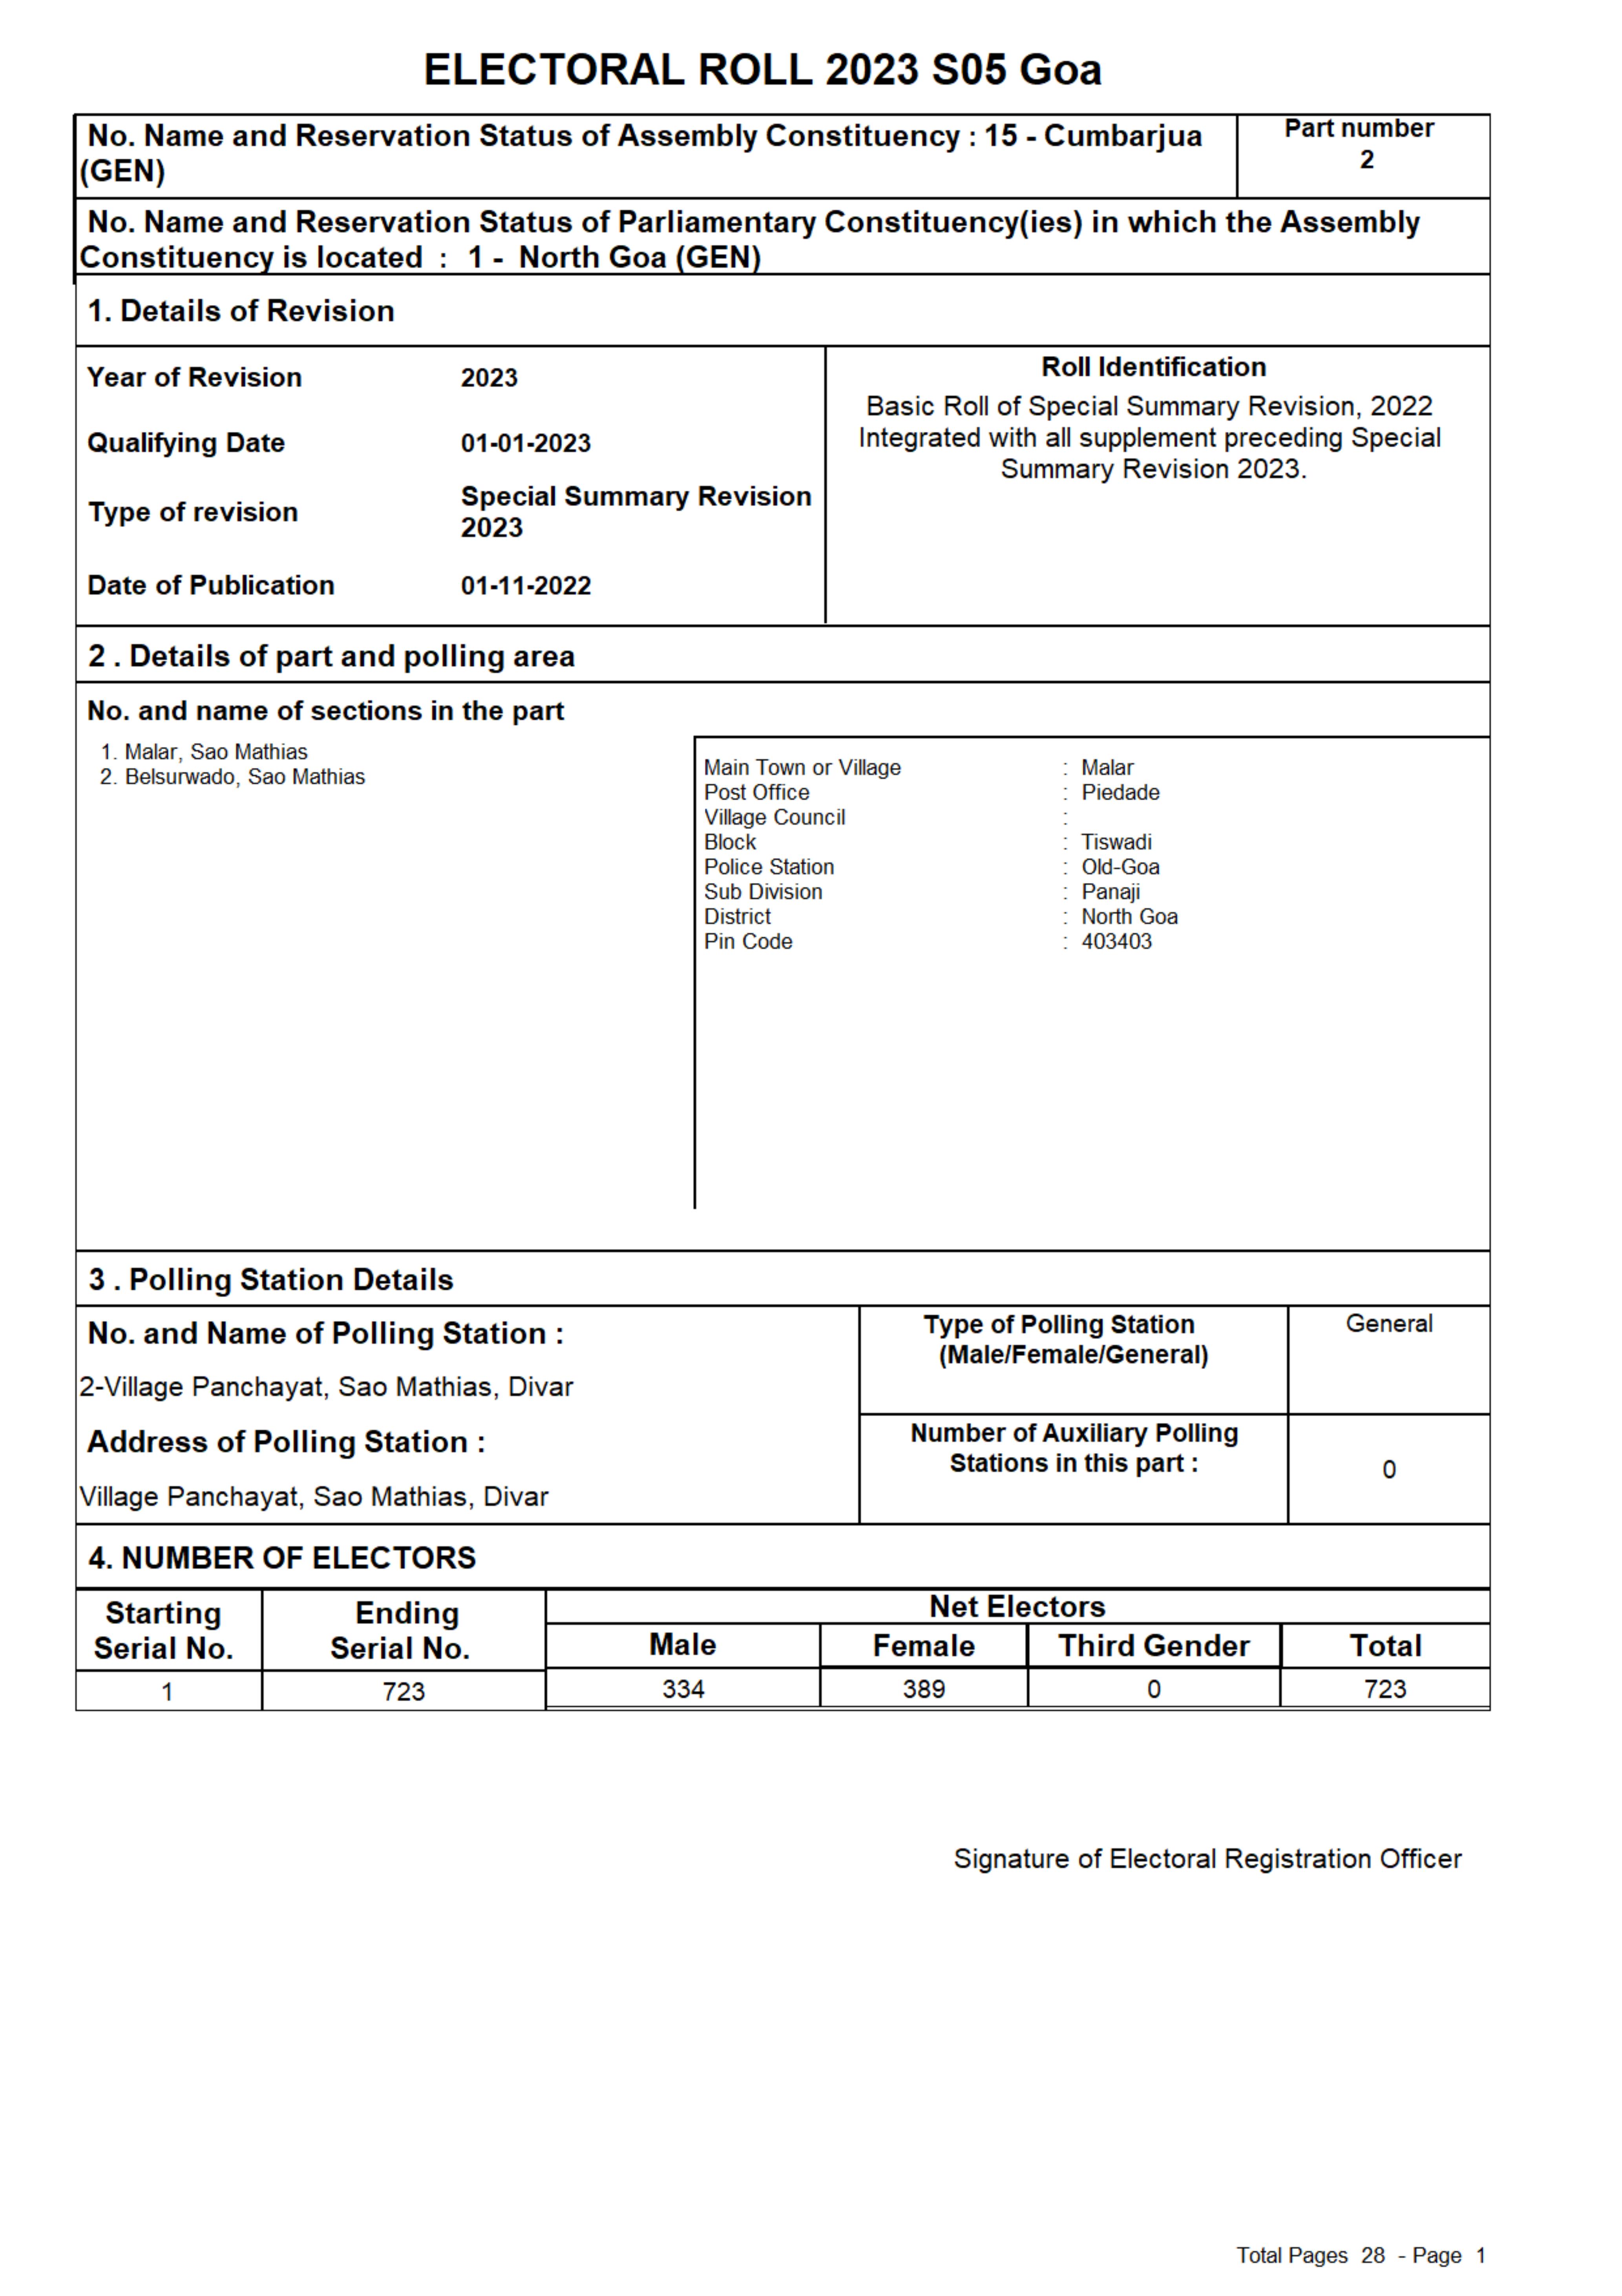 ELECTORAL ROLL 2023 S05 Goa
No. Name and Reservation Status of Assembly Constituency : 15 - Cumbarjua
(GEN)
Part number
2
No. Name and Reservation Status of Parliamentary Constituency(ies) in which the Assembly
Constituency is located : 1 - North Goa (GEN)
1. Details of Revision
Year of Revision 2023
Qualifying Date 01-01-2023
Type of revision Special Summary Revision
2023
Date of Publication 01-11-2022
Roll Identification
Basic Roll of Special Summary Revision, 2022
Integrated with all supplement preceding Special
Summary Revision 2023.
2 . Details of part and polling area
No. and name of sections in the part
1. Malar, Sao Mathias
2. Belsurwado, Sao Mathias
Main Town or Village : Malar
Post Office : Piedade
Village Council :
Block : Tiswadi
Police Station : Old-Goa
Sub Division : Panaji
District : North Goa
Pin Code : 403403
3 . Polling Station Details
No. and Name of Polling Station :
2-Village Panchayat, Sao Mathias, Divar
Address of Polling Station :
Village Panchayat, Sao Mathias, Divar
Type of Polling Station
(Male/Female/General)
General
Number of Auxiliary Polling
Stations in this part :
0
4. NUMBER OF ELECTORS
Starting
Serial No.
Ending
Serial No.
Net Electors
Male Female Third Gender Total
1 723 334 389 0 723
Signature of Electoral Registration Officer
Total Pages 28 - Page 1